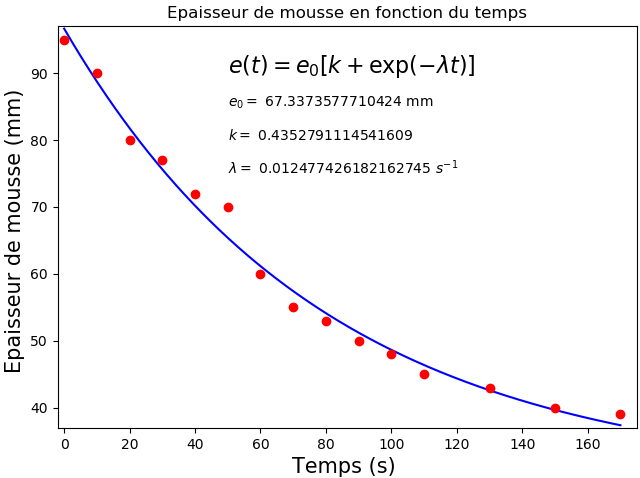 Epaisseur de mousse en fonction du temps
e(t) = e₀[k + exp(−λt)]
e₀ = 67.3373577710424 mm
k = 0.4352791114541609
λ = 0.012477426182162745 s⁻¹
Epaisseur de mousse (mm)
90
80
70
60
50
40
0 20 40 60 80 100 120 140 160
Temps (s)